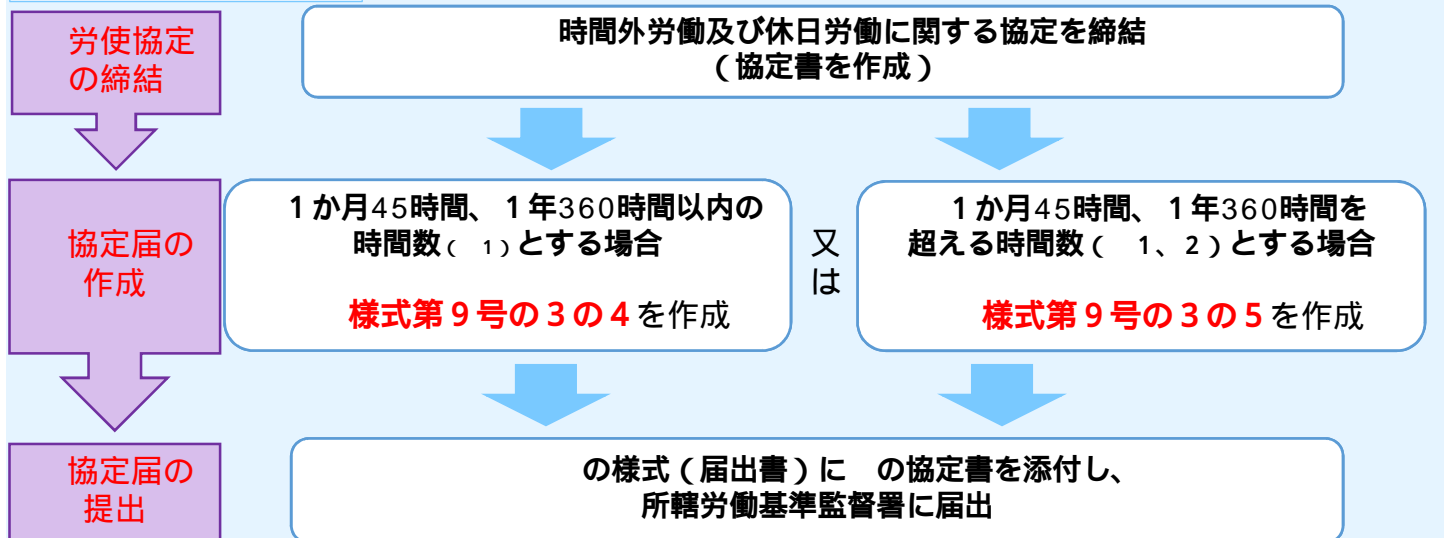 労使協定
の締結
時間外労働及び休日労働に関する協定を締結
（協定書を作成）
協定届の
作成
１か月45時間、１年360時間以内の
時間数（　1）とする場合
様式第９号の３の４を作成
又
は
１か月45時間、１年360時間を
超える時間数（　1、2）とする場合
様式第９号の３の５を作成
協定届の
提出
の様式（届出書）に　の協定書を添付し、
所轄労働基準監督署に届出